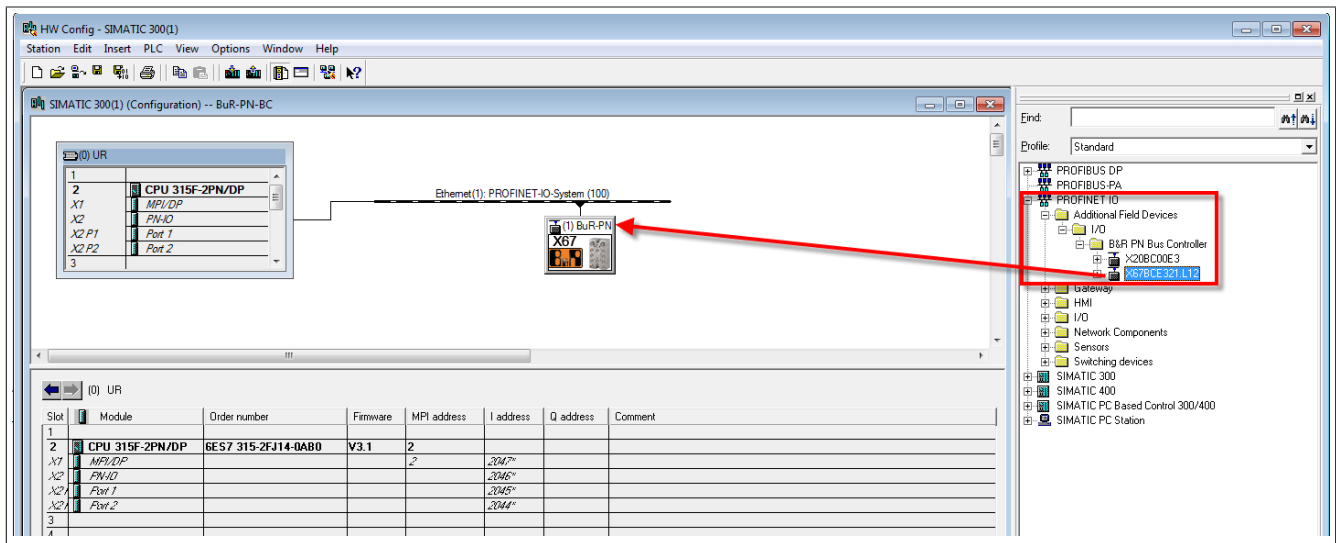 HW Config - SIMATIC 300(1)
Station Edit Insert PLC View Options Window Help
SIMATIC 300(1) (Configuration) -- BuR-PN-BC
(0) UR
1
2 CPU 315F-2PN/DP
X1 MPI/DP
X2 PN-IO
X2 P1 Port 1
X2 P2 Port 2
3
Ethernet(1): PROFINET-IO-System (100)
(1) BuR-PN
X67
B&R
(0) UR
Slot Module Order number Firmware MPI address I address Q address Comment
1
2 CPU 315F-2PN/DP 6ES7 315-2FJ14-0AB0 V3.1 2
X1 MPI/DP 2 2047*
X2 PN-IO 2046*
X2 Port 1 2045*
X2 Port 2 2044*
3
4
Find:
Profile: Standard
PROFIBUS DP
PROFIBUS-PA
PROFINET IO
Additional Field Devices
I/O
B&R PN Bus Controller
X20BC00E3
X67BCE321.L12
Gateway
HMI
I/O
Network Components
Sensors
Switching devices
SIMATIC 300
SIMATIC 400
SIMATIC PC Based Control 300/400
SIMATIC PC Station